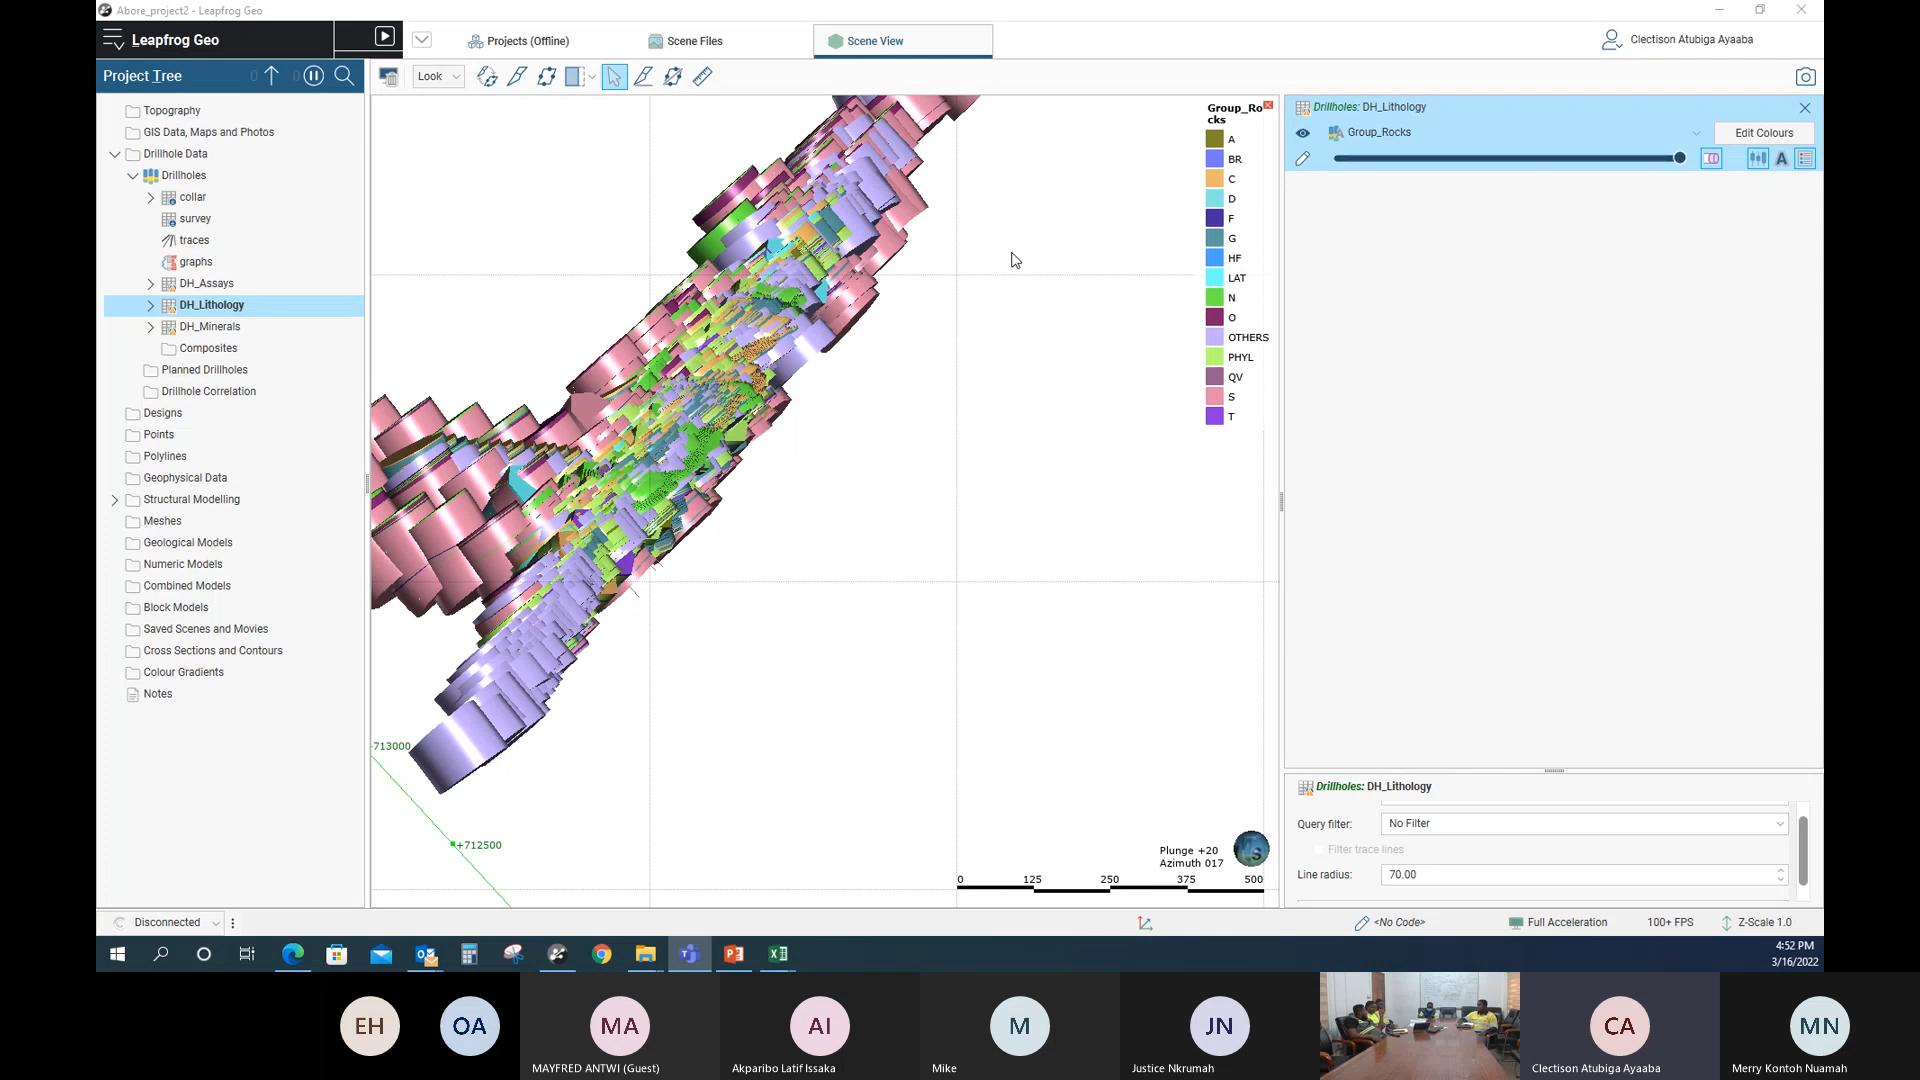 Abore_project2 - Leapfrog Geo
Leapfrog Geo
Projects (Offline)
Scene Files
Scene View
Clectison Atubiga Ayaaba
Project Tree
0
Look
Topography
GIS Data, Maps and Photos
Drillhole Data
Drillholes
collar
survey
traces
graphs
DH_Assays
DH_Lithology
DH_Minerals
Composites
Planned Drillholes
Drillhole Correlation
Designs
Points
Polylines
Geophysical Data
Structural Modelling
Meshes
Geological Models
Numeric Models
Combined Models
Block Models
Saved Scenes and Movies
Cross Sections and Contours
Colour Gradients
Notes
Group_Ro
cks
A
BR
C
D
F
G
HF
LAT
N
O
OTHERS
PHYL
QV
S
T
713000
+712500
Plunge +20
Azimuth 017
S
0 125 250 375 500
Drillholes: DH_Lithology
Group_Rocks
Edit Colours
A
Drillholes: DH_Lithology
Query filter: No Filter
Filter trace lines
Line radius: 70.00
Disconnected
<No Code>
Full Acceleration
100+ FPS
Z-Scale 1.0
4:52 PM
3/16/2022
EH
OA
MA
MAYFRED ANTWI (Guest)
AI
Akparibo Latif Issaka
M
Mike
JN
Justice Nkrumah
CA
Clectison Atubiga Ayaaba
MN
Merry Kontoh Nuamah